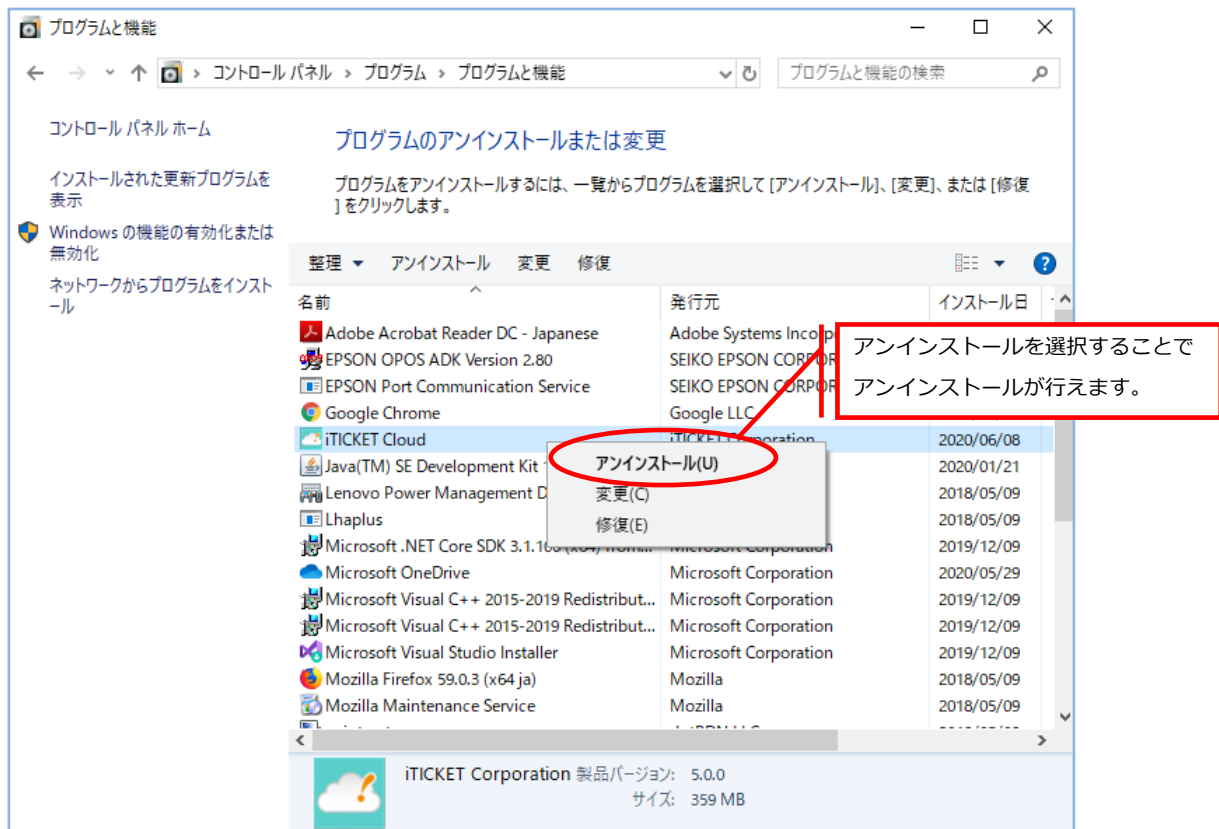 プログラムと機能
コントロール パネル › プログラム › プログラムと機能
プログラムと機能の検索
コントロール パネル ホーム
インストールされた更新プログラムを
表示
Windows の機能の有効化または
無効化
ネットワークからプログラムをインスト
ール
プログラムのアンインストールまたは変更
プログラムをアンインストールするには、一覧からプログラムを選択して [アンインストール]、[変更]、または [修復
] をクリックします。
整理 アンインストール 変更 修復
名前 発行元 インストール日
Adobe Acrobat Reader DC - Japanese Adobe Systems
EPSON OPOS ADK Version 2.80 SEIKO EPSON
EPSON Port Communication Service SEIKO EPSON
Google Chrome Google LLC
iTICKET Cloud iTICKET Corporation 2020/06/08
Java(TM) SE Development Kit 2020/01/21
Lenovo Power Management 2018/05/09
Lhaplus 2018/05/09
Microsoft .NET Core SDK Microsoft Corporation 2019/12/09
Microsoft OneDrive Microsoft Corporation 2020/05/29
Microsoft Visual C++ 2015-2019 Redistribut... Microsoft Corporation 2019/12/09
Microsoft Visual C++ 2015-2019 Redistribut... Microsoft Corporation 2019/12/09
Microsoft Visual Studio Installer Microsoft Corporation 2019/12/09
Mozilla Firefox 59.0.3 (x64 ja) Mozilla 2018/05/09
Mozilla Maintenance Service Mozilla 2018/05/09
アンインストール(U)
変更(C)
修復(E)
アンインストールを選択することで
アンインストールが行えます。
iTICKET Corporation 製品バージョン: 5.0.0
サイズ: 359 MB